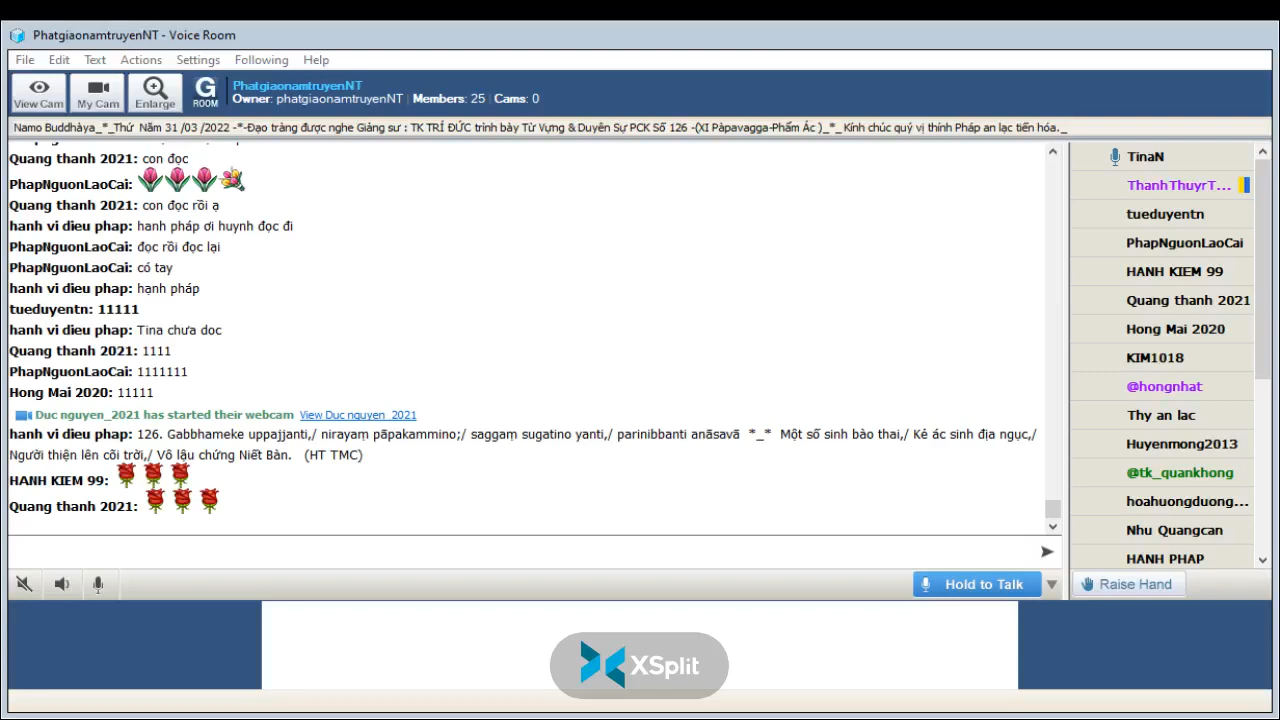 PhatgiaonamtruyenNT - Voice Room
File Edit Text Actions Settings Following Help
View Cam My Cam Enlarge G ROOM
PhatgiaonamtruyenNT
Owner: phatgiaonamtruyenNT | Members: 25 | Cams: 0
Namo Buddhàya_*_Thứ Năm 31 /03 /2022 -*-Đạo tràng được nghe Giảng sư : TK TRÍ ĐỨC trình bày Từ Vựng & Duyên Sự PCK Số 126 -(XI Pàpavagga-Phẩm Ác )_*_ Kính chúc quý vị thính Pháp an lạc tiến hóa._
Quang thanh 2021: con đọc
PhapNguonLaoCai:
Quang thanh 2021: con đọc rồi ạ
hanh vi dieu phap: hanh pháp ơi huynh đọc đi
PhapNguonLaoCai: đọc rồi đọc lại
PhapNguonLaoCai: có tay
hanh vi dieu phap: hạnh pháp
tueduyentn: 11111
hanh vi dieu phap: Tina chưa doc
Quang thanh 2021: 1111
PhapNguonLaoCai: 1111111
Hong Mai 2020: 11111
Duc nguyen_2021 has started their webcam View Duc nguyen_2021
hanh vi dieu phap: 126. Gabbhameke uppajjanti,/ nirayaṃ pāpakammino;/ saggaṃ sugatino yanti,/ parinibbanti anāsavā *_* Một số sinh bào thai,/ Kẻ ác sinh địa ngục,/
Người thiện lên cõi trời,/ Vô lậu chứng Niết Bàn. (HT TMC)
HANH KIEM 99:
Quang thanh 2021:
TinaN
ThanhThuyrT...
tueduyentn
PhapNguonLaoCai
HANH KIEM 99
Quang thanh 2021
Hong Mai 2020
KIM1018
@hongnhat
Thy an lac
Huyenmong2013
@tk_quankhong
hoahuongduong...
Nhu Quangcan
HANH PHAP
Hold to Talk
Raise Hand
XSplit